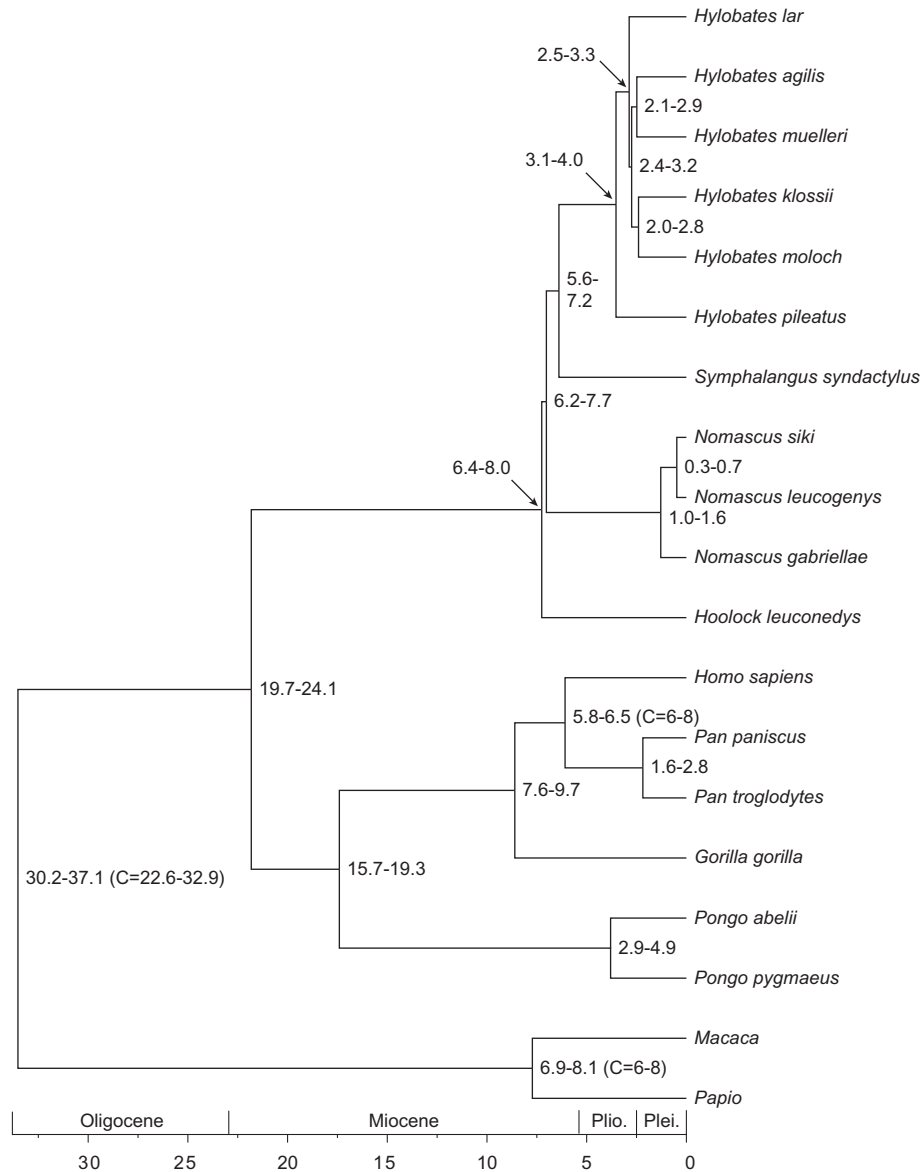 Hylobates lar
2.5-3.3
Hylobates agilis
2.1-2.9
Hylobates muelleri
3.1-4.0
2.4-3.2
Hylobates klossii
2.0-2.8
Hylobates moloch
5.6-
7.2
Hylobates pileatus
Symphalangus syndactylus
6.2-7.7
Nomascus siki
6.4-8.0
0.3-0.7
Nomascus leucogenys
1.0-1.6
Nomascus gabriellae
Hoolock leuconedys
Homo sapiens
19.7-24.1
5.8-6.5 (C=6-8)
Pan paniscus
1.6-2.8
7.6-9.7
Pan troglodytes
Gorilla gorilla
15.7-19.3
30.2-37.1 (C=22.6-32.9)
Pongo abelii
2.9-4.9
Pongo pygmaeus
Macaca
6.9-8.1 (C=6-8)
Papio
Oligocene Miocene Plio. Plei.
30 25 20 15 10 5 0